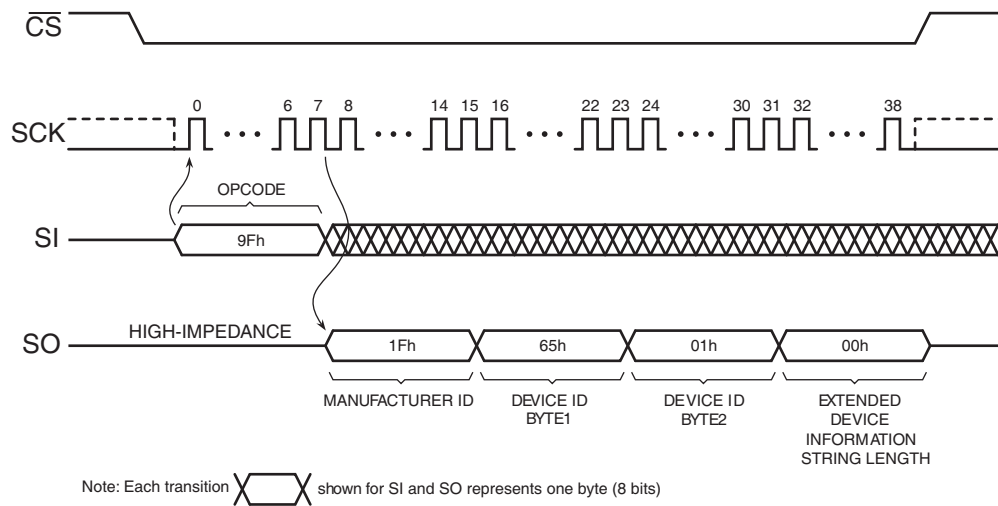 CS
0 6 7 8 14 15 16 22 23 24 30 31 32 38
SCK
OPCODE
SI
9Fh
HIGH-IMPEDANCE
SO
1Fh 65h 01h 00h
MANUFACTURER ID
DEVICE ID
BYTE1
DEVICE ID
BYTE2
EXTENDED
DEVICE
INFORMATION
STRING LENGTH
Note: Each transition shown for SI and SO represents one byte (8 bits)